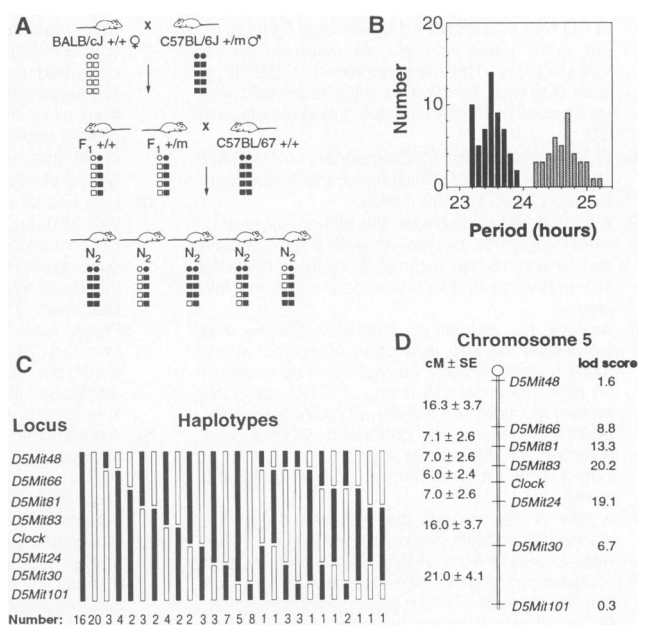 A
BALB/cJ +/+ ♀ x C57BL/6J +/m ♂
F1 +/+ F1 +/m x C57BL/67 +/+
N2 N2 N2 N2 N2
B
20
10
0
Number
23 24 25
Period (hours)
C
Locus Haplotypes
D5Mit48
D5Mit66
D5Mit81
D5Mit83
Clock
D5Mit24
D5Mit30
D5Mit101
Number: 16 20 3 4 2 3 2 4 2 2 3 3 7 5 8 1 1 3 3 1 1 1 2 1 1 1
D
Chromosome 5
cM ± SE lod score
D5Mit48 1.6
16.3 ± 3.7
D5Mit66 8.8
7.1 ± 2.6
D5Mit81 13.3
7.0 ± 2.6
D5Mit83 20.2
6.0 ± 2.4
Clock
7.0 ± 2.6
D5Mit24 19.1
16.0 ± 3.7
D5Mit30 6.7
21.0 ± 4.1
D5Mit101 0.3